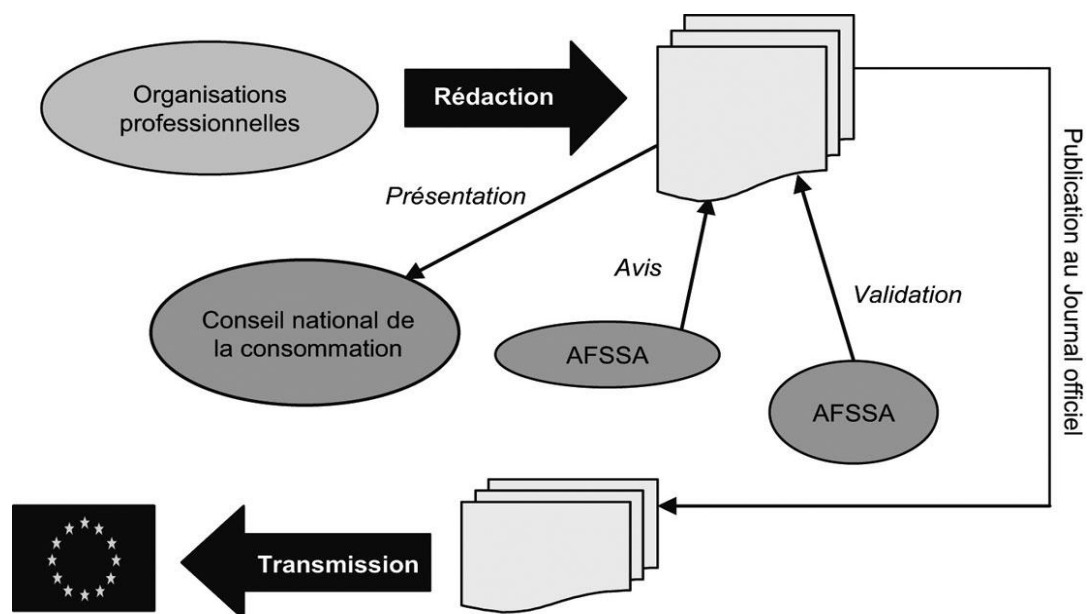 Organisations
professionnelles
Rédaction
Présentation
Avis
Validation
Publication au Journal officiel
Conseil national de
la consommation
AFSSA
AFSSA
Transmission